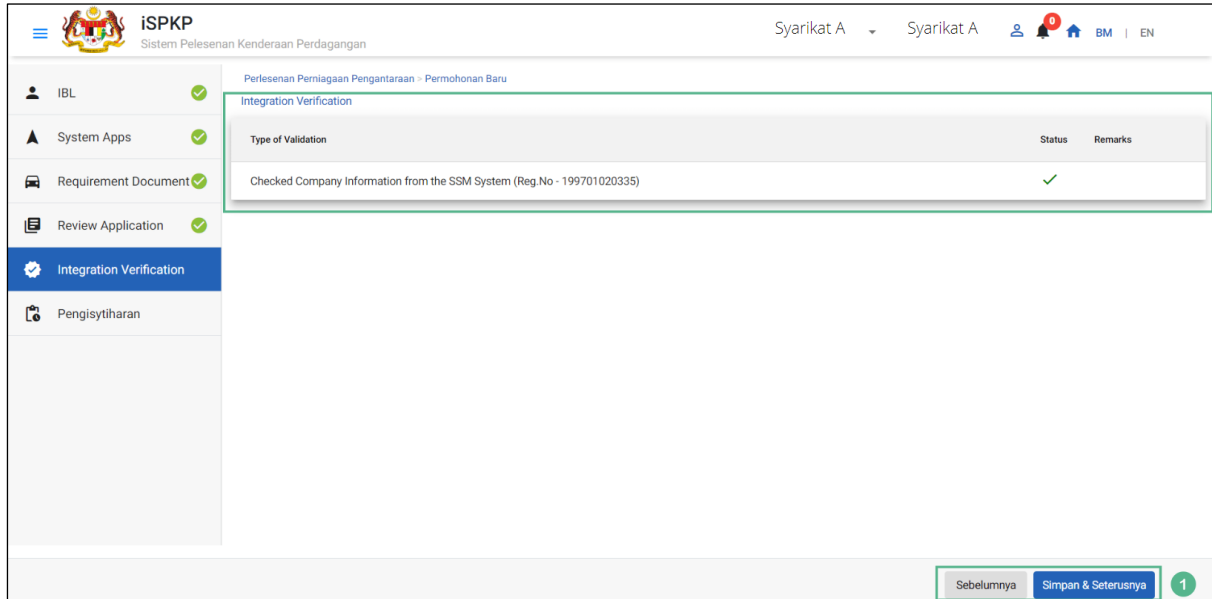 iSPKP
Sistem Pelesenan Kenderaan Perdagangan
Syarikat A
Syarikat A
0
BM | EN
IBL
System Apps
Requirement Document
Review Application
Integration Verification
Pengisytiharan
Perlesenan Perniagaan Pengantaraan > Permohonan Baru
Integration Verification
Type of Validation Status Remarks
Checked Company Information from the SSM System (Reg.No - 199701020335)
Sebelumnya Simpan & Seterusnya 1